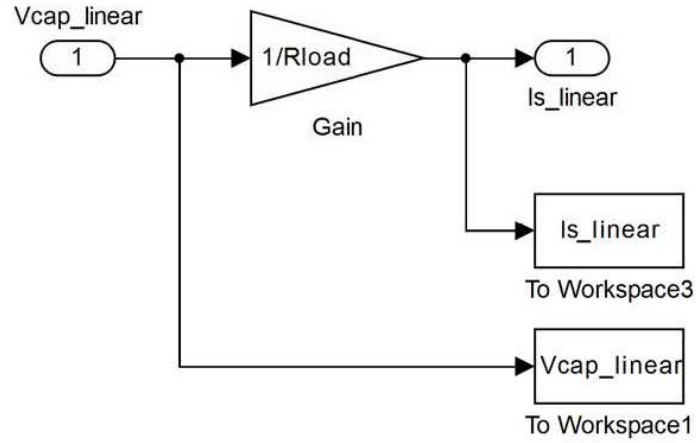 Vcap_linear
1
1/Rload
Gain
1
Is_linear
Is_linear
To Workspace3
Vcap_linear
To Workspace1